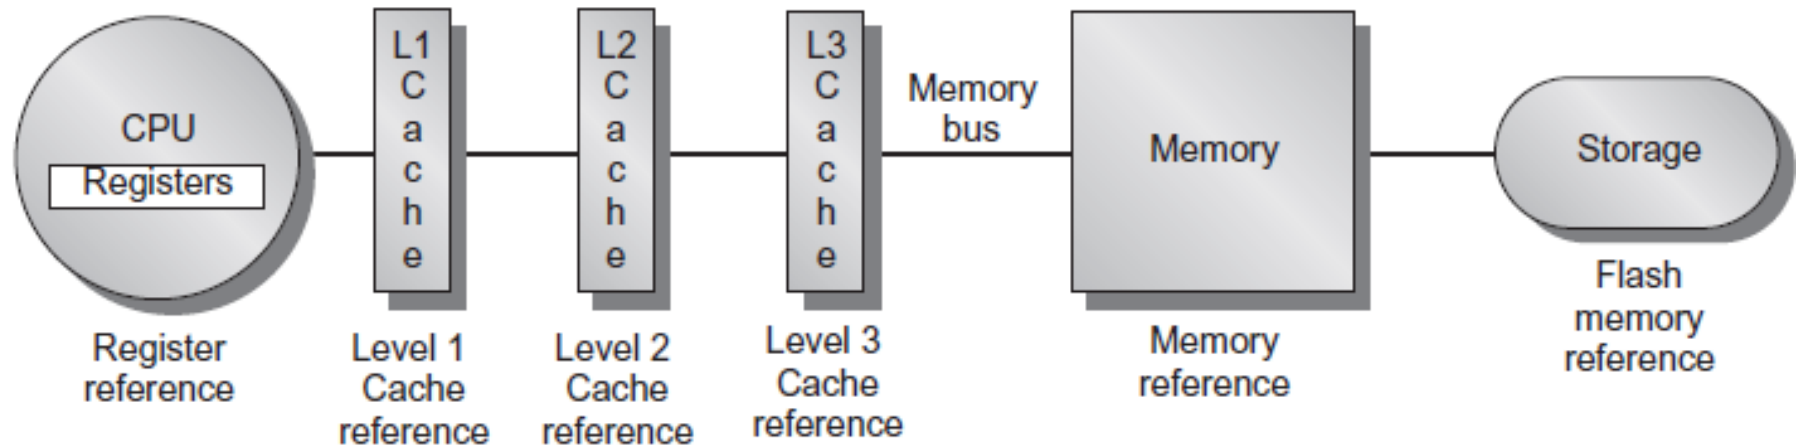 CPU
Registers
Register
reference
L1
C
a
c
h
e
Level 1
Cache
reference
L2
C
a
c
h
e
Level 2
Cache
reference
L3
C
a
c
h
e
Level 3
Cache
reference
Memory
bus
Memory
Memory
reference
Storage
Flash
memory
reference